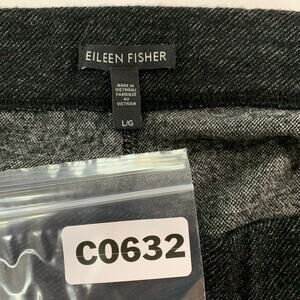 EILEEN FISHER
MADE IN
VIETNAM/
FABRIQUÉ
AU
VIETNAM
L/G
C0632